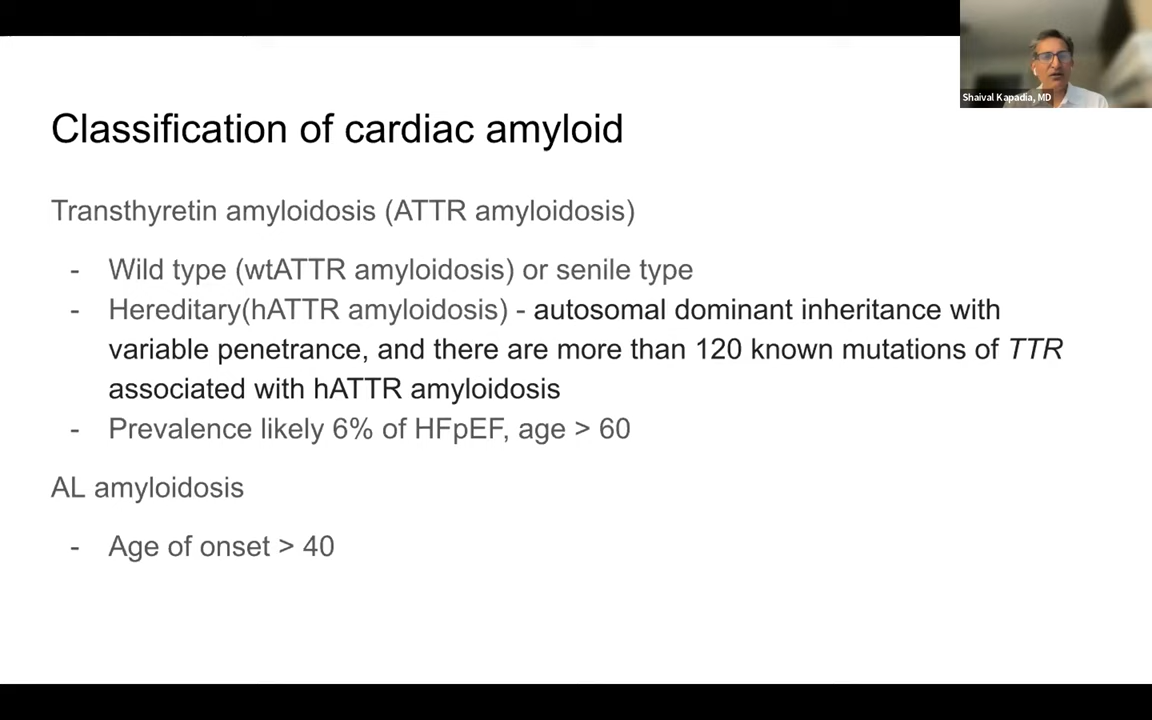 Shaival Kapadia, MD
Classification of cardiac amyloid
Transthyretin amyloidosis (ATTR amyloidosis)
- Wild type (wtATTR amyloidosis) or senile type
- Hereditary(hATTR amyloidosis) - autosomal dominant inheritance with
variable penetrance, and there are more than 120 known mutations of TTR
associated with hATTR amyloidosis
- Prevalence likely 6% of HFpEF, age > 60
AL amyloidosis
- Age of onset > 40